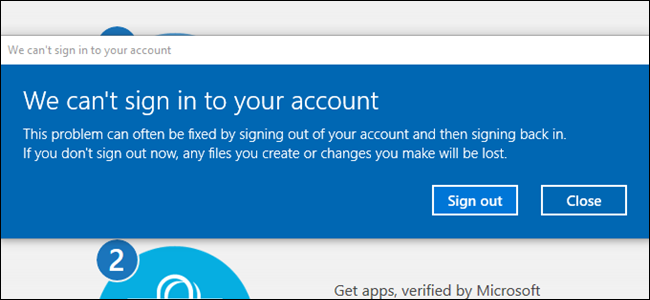 We can't sign in to your account
We can't sign in to your account
This problem can often be fixed by signing out of your account and then signing back in.
If you don't sign out now, any files you create or changes you make will be lost.
Sign out
Close
2
Get apps, verified by Microsoft